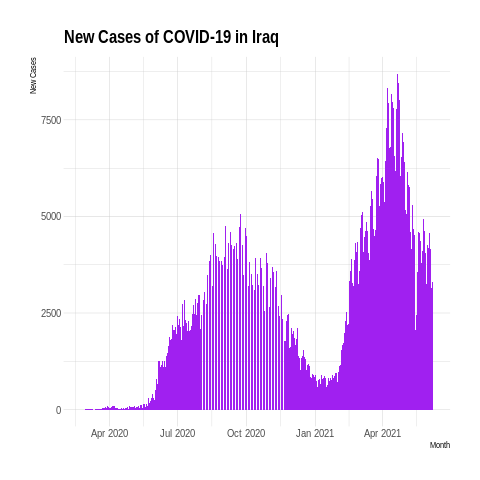 New Cases of COVID-19 in Iraq
New Cases
7500
5000
2500
0
Apr 2020 Jul 2020 Oct 2020 Jan 2021 Apr 2021
Month